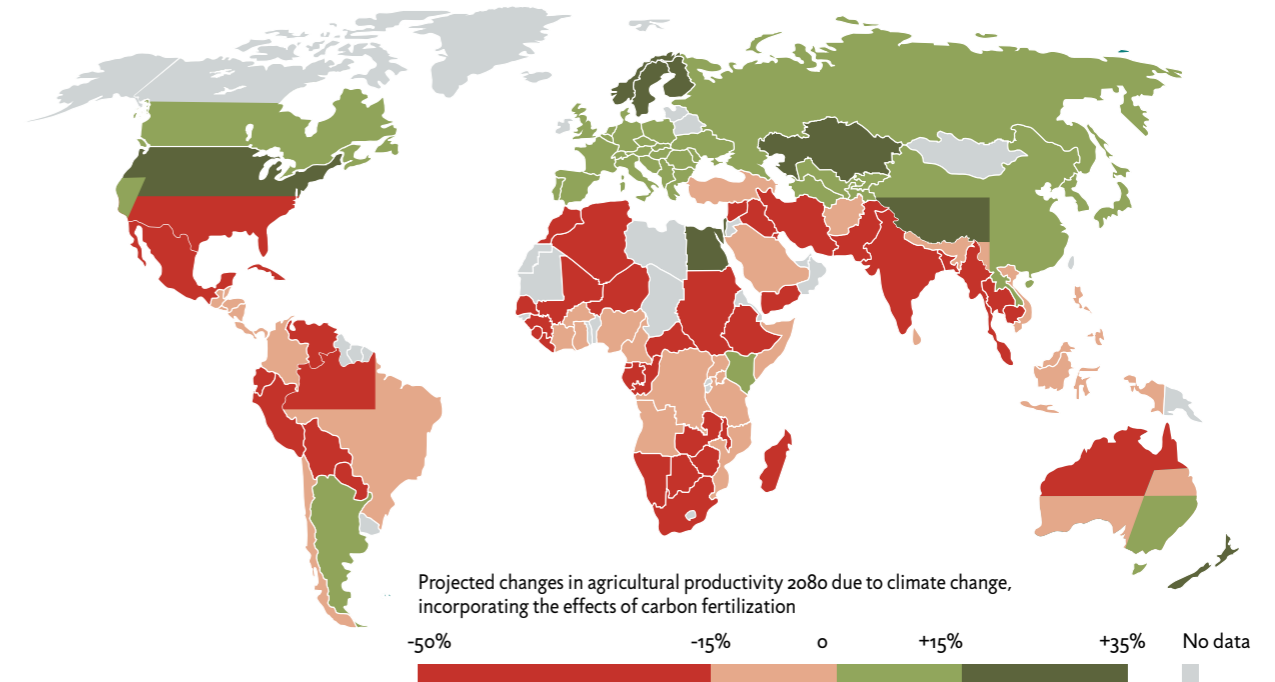 Projected changes in agricultural productivity 2080 due to climate change,
incorporating the effects of carbon fertilization
-50% -15% 0 +15% +35% No data